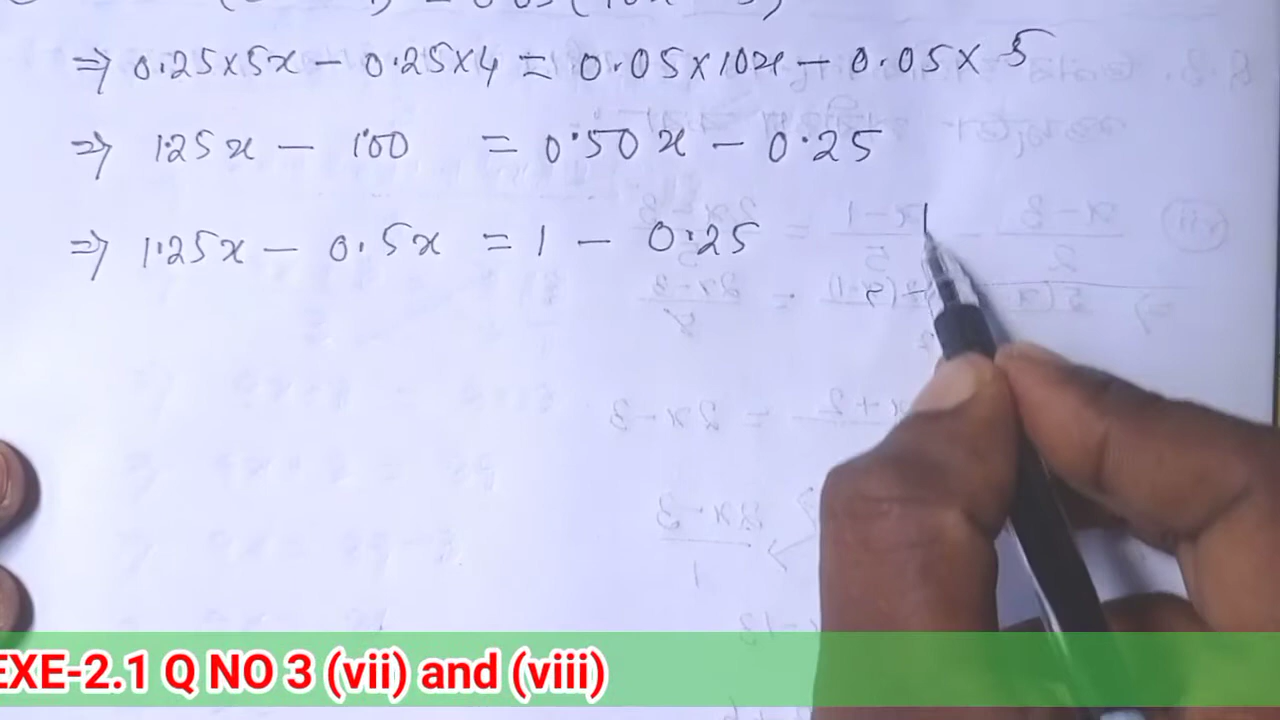 ⇒ 0.25×5x – 0.25×4 = 0.05×10x – 0.05×5
⇒ 1.25x – 1.00 = 0.50x – 0.25
⇒ 1.25x – 0.5x = 1 – 0.25
EXE-2.1 Q NO 3 (vii) and (viii)